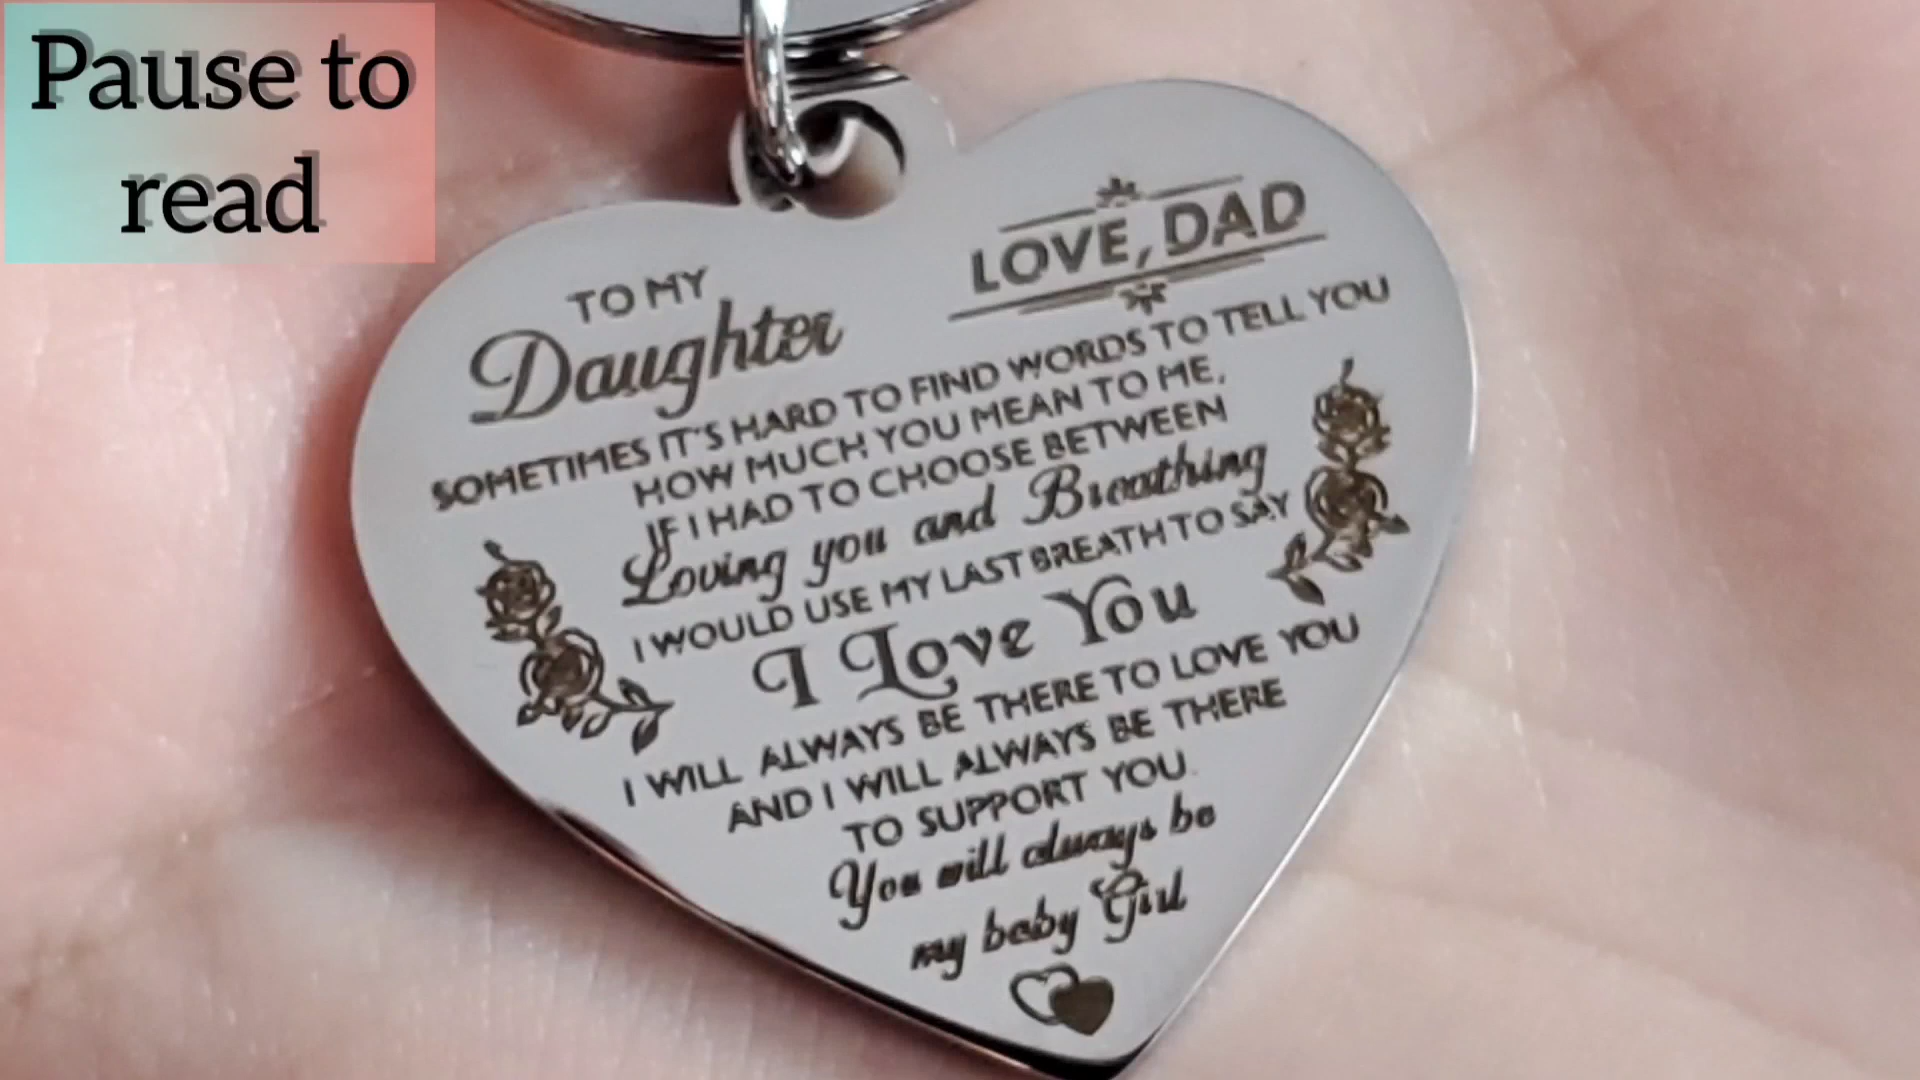 Pause to
read
TO MY
Daughter
LOVE, DAD
SOMETIMES IT'S HARD TO FIND WORDS TO TELL YOU
HOW MUCH YOU MEAN TO ME,
IF I HAD TO CHOOSE BETWEEN
Loving you and Breathing
I WOULD USE MY LAST BREATH TO SAY
I Love You
I WILL ALWAYS BE THERE TO LOVE YOU
AND I WILL ALWAYS BE THERE
TO SUPPORT YOU.
You will always be
my baby Girl